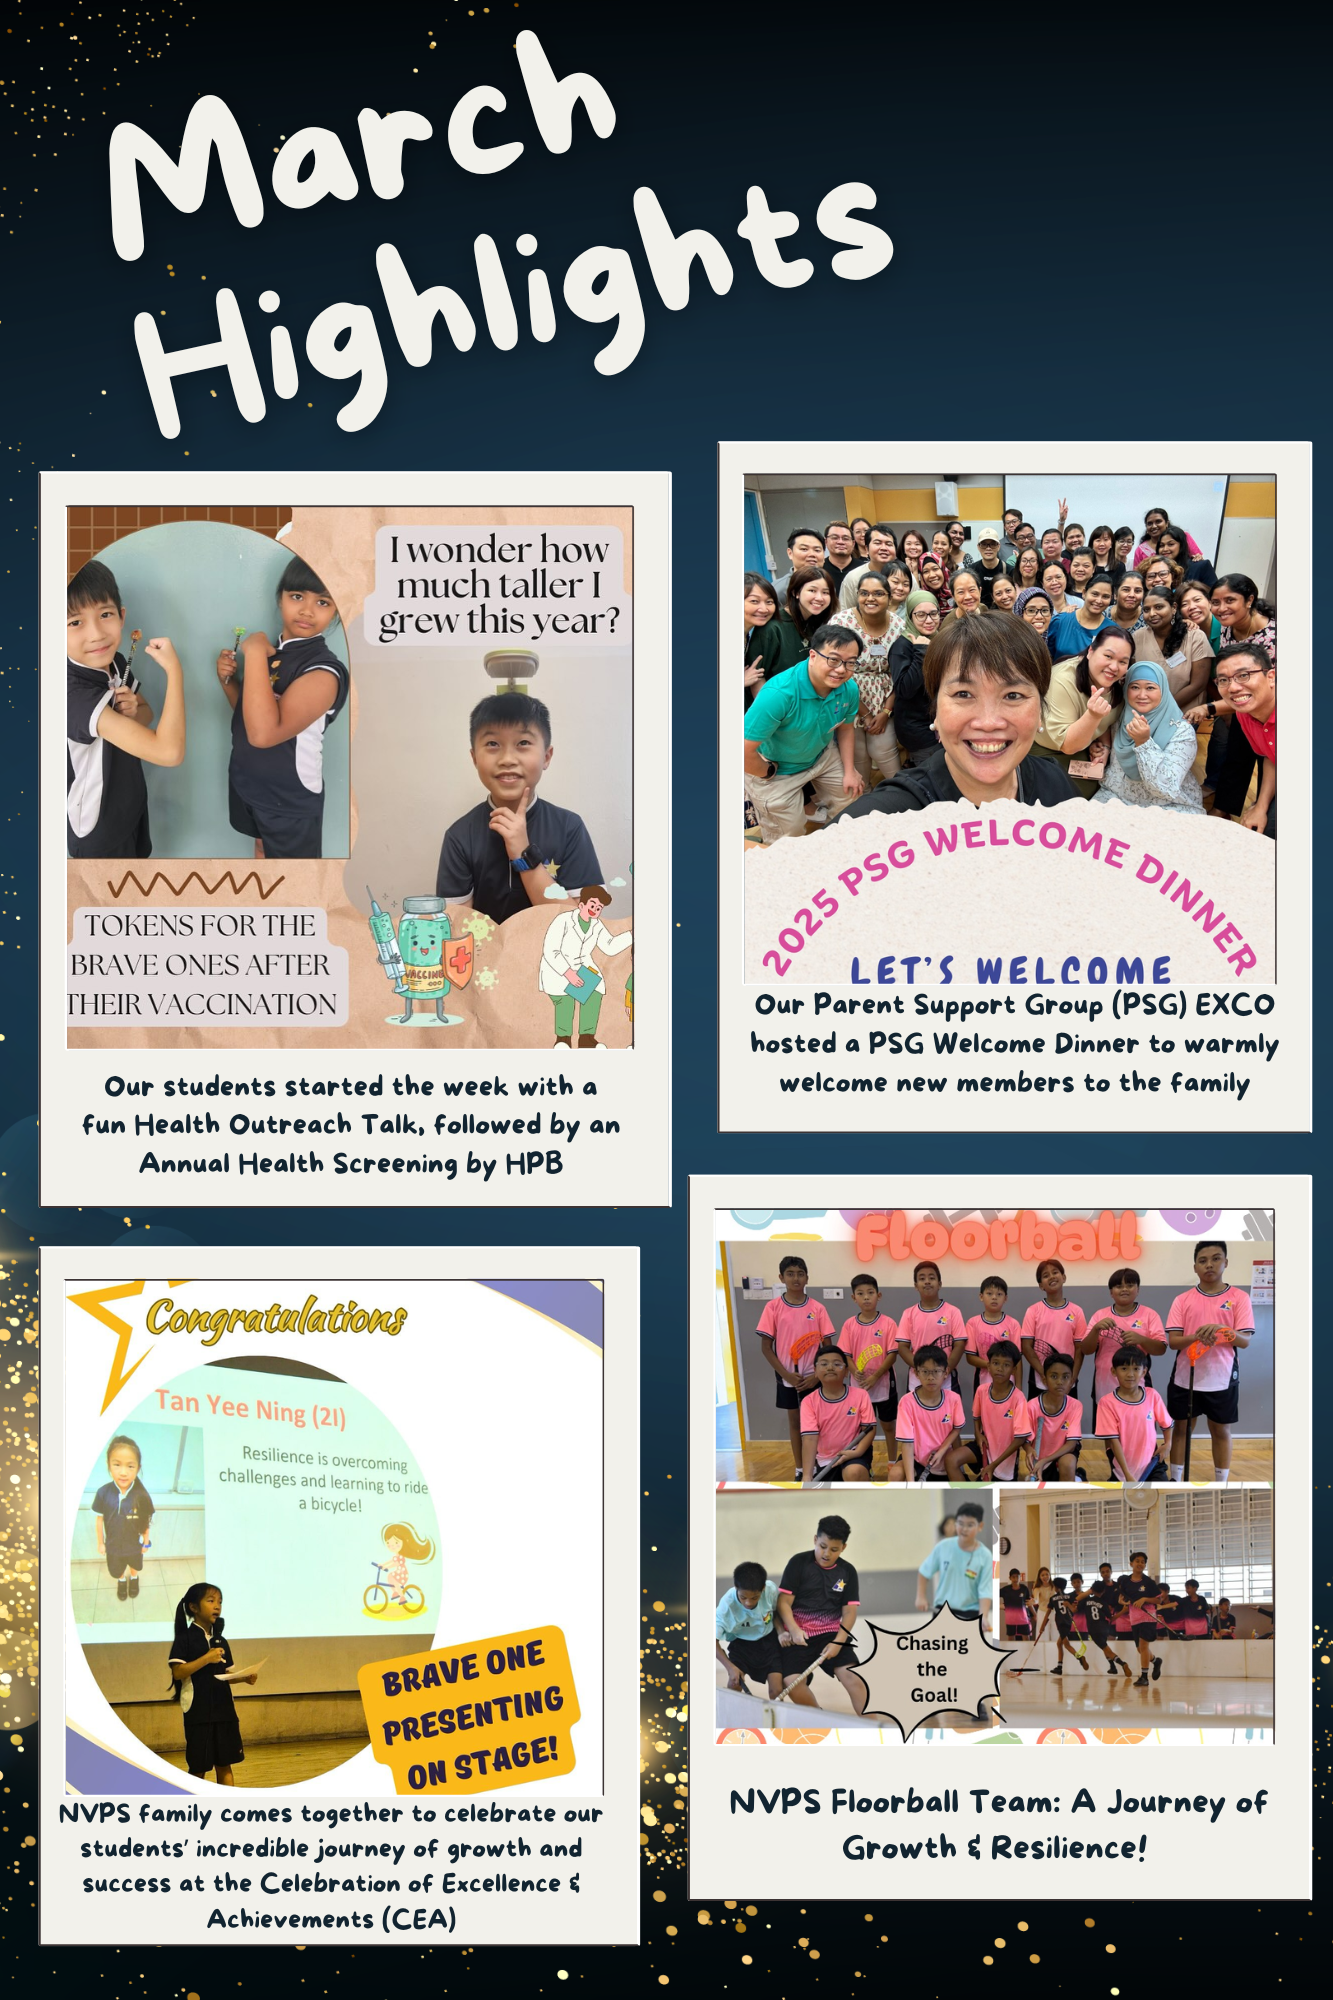 March
Highlights
I wonder how
much taller I
grew this year?
TOKENS FOR THE
BRAVE ONES AFTER
THEIR VACCINATION
VACCINE
Our students started the week with a
fun Health Outreach Talk, followed by an
Annual Health Screening by HPB
2025 PSG WELCOME DINNER
LET'S WELCOME
Our Parent Support Group (PSG) EXCO
hosted a PSG Welcome Dinner to warmly
welcome new members to the family
Congratulations
Tan Yee Ning (2I)
Resilience is overcoming
challenges and learning to ride
a bicycle!
BRAVE ONE
PRESENTING
ON STAGE!
NVPS family comes together to celebrate our
students' incredible journey of growth and
success at the Celebration of Excellence &
Achievements (CEA)
Floorball
Chasing
the
Goal!
5
8
NVPS Floorball Team: A Journey of
Growth & Resilience!